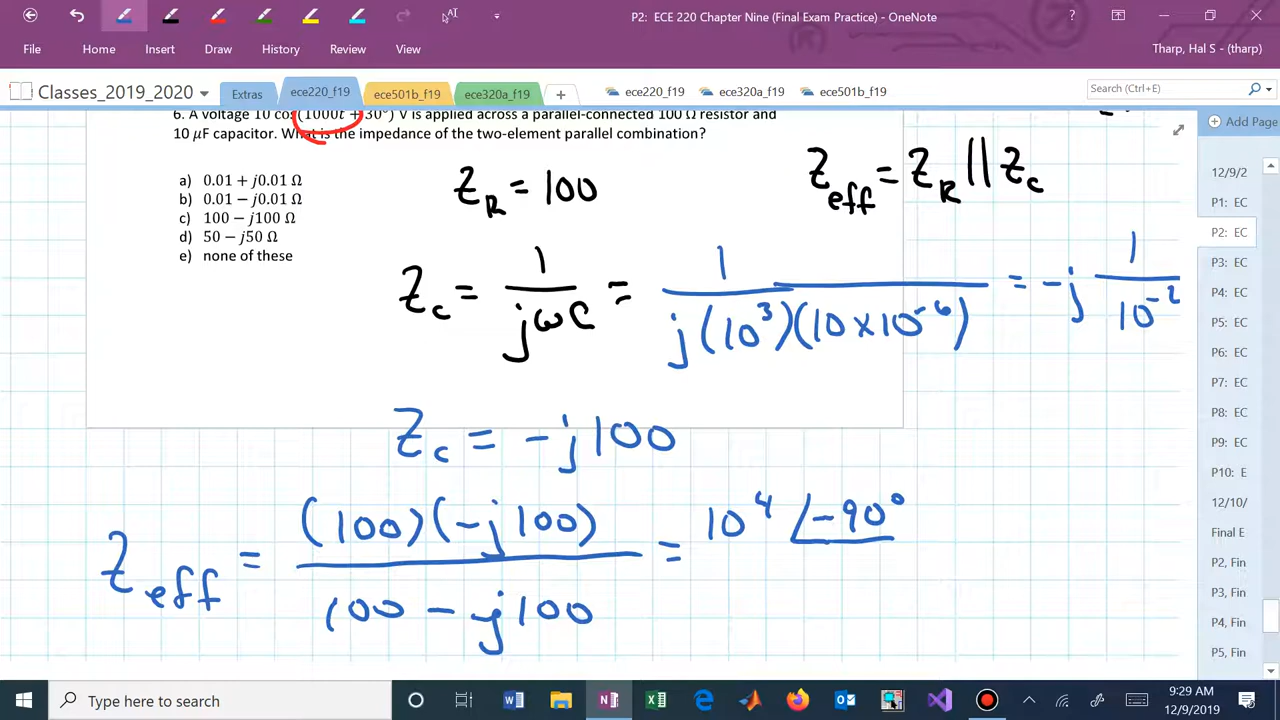 P2: ECE 220 Chapter Nine (Final Exam Practice) - OneNote
Tharp, Hal S - (tharp)
File Home Insert Draw History Review View
Classes_2019_2020 Extras ece220_f19 ece501b_f19 ece320a_f19 + ece220_f19 ece320a_f19 ece501b_f19
Search (Ctrl+E)
Add Page
6. A voltage 10 cos(1000t + 30°) V is applied across a parallel-connected 100 Ω resistor and
10 μF capacitor. What is the impedance of the two-element parallel combination?
a) 0.01 + j0.01 Ω
b) 0.01 − j0.01 Ω
c) 100 − j100 Ω
d) 50 − j50 Ω
e) none of these
Z_R = 100
Z_eff = Z_R || Z_C
Z_C = 1 / (jωC) = 1 / (j(10^3)(10×10^-6)) = -j 1 / 10^-2
Z_C = -j100
Z_eff = (100)(-j100) / (100 - j100) = 10^4 ∠-90°
12/9/2
P1: EC
P2: EC
P3: EC
P4: EC
P5: EC
P6: EC
P7: EC
P8: EC
P9: EC
P10: E
12/10/
Final E
P2, Fin
P3, Fin
P4, Fin
P5, Fin
Type here to search
9:29 AM
12/9/2019